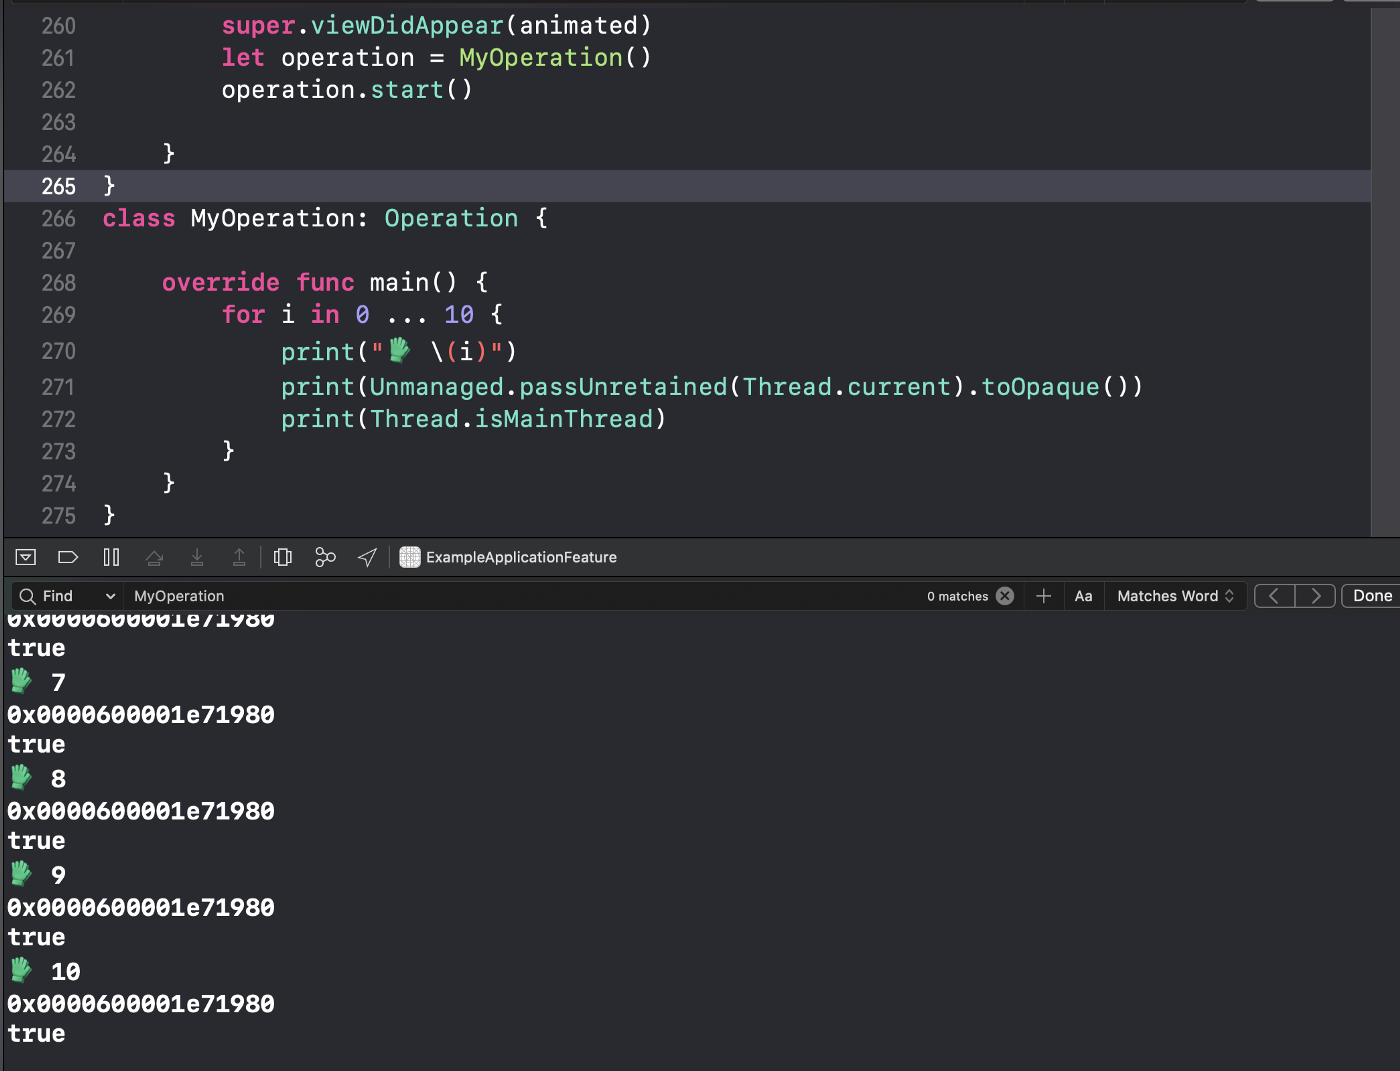 260 super.viewDidAppear(animated)
261 let operation = MyOperation()
262 operation.start()
263
264 }
265 }
266 class MyOperation: Operation {
267
268 override func main() {
269 for i in 0 ... 10 {
270 print("🧤 \(i)")
271 print(Unmanaged.passUnretained(Thread.current).toOpaque())
272 print(Thread.isMainThread)
273 }
274 }
275 }
ExampleApplicationFeature
Find MyOperation 0 matches Aa Matches Word Done
0x0000600001e71980
true
🧤 7
0x0000600001e71980
true
🧤 8
0x0000600001e71980
true
🧤 9
0x0000600001e71980
true
🧤 10
0x0000600001e71980
true